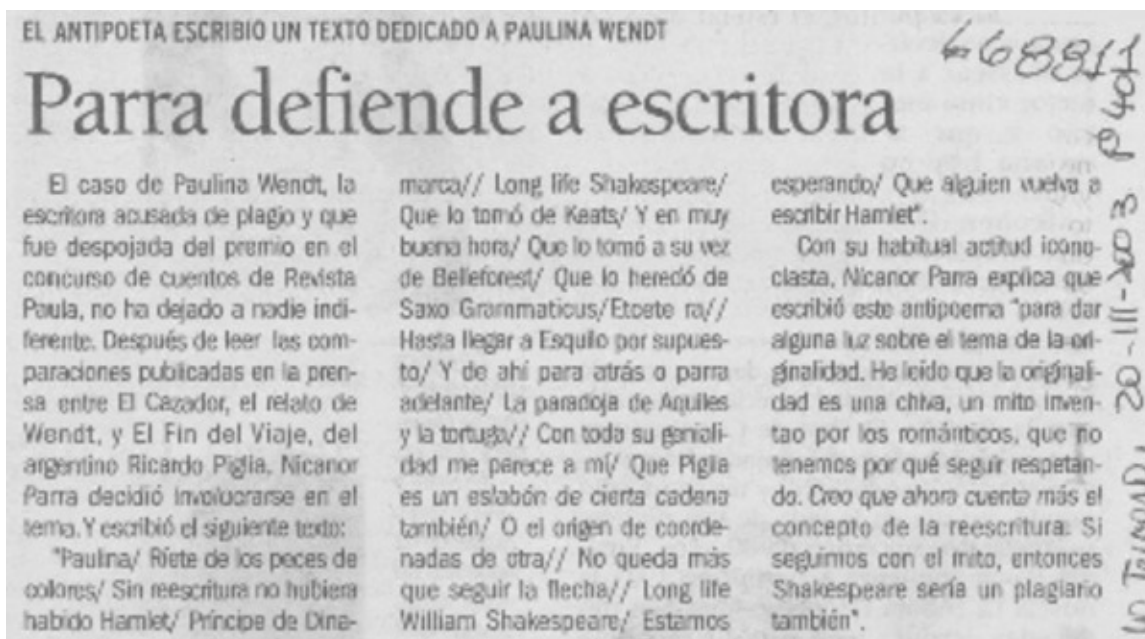 EL ANTIPOETA ESCRIBIO UN TEXTO DEDICADO A PAULINA WENDT
668811
Parra defiende a escritora
El caso de Paulina Wendt, la
escritora acusada de plagio y que
fue despojada del premio en el
concurso de cuentos de Revista
Paula, no ha dejado a nadie indi-
ferente. Después de leer las com-
paraciones publicadas en la pren-
sa entre El Cazador, el relato de
Wendt, y El Fin del Viaje, del
argentino Ricardo Piglia, Nicanor
Parra decidió involucrarse en el
tema. Y escribió el siguiente texto:
"Paulina/ Ríete de los peces de
colores/ Sin reescritura no hubiera
habido Hamlet/ Príncipe de Dina-
marca// Long life Shakespeare/
Que lo tomó de Keats/ Y en muy
buena hora/ Que lo tomó a su vez
de Belleforest/ Que lo heredó de
Saxo Grammaticus/Etcete ra//
Hasta llegar a Esquilo por supues-
to/ Y de ahí para atrás o parra
adelante/ La paradoja de Aquiles
y la tortuga// Con toda su geniali-
dad me parece a mí/ Que Piglia
es un eslabón de cierta cadena
también/ O el origen de coorde-
nadas de otra// No queda más
que seguir la flecha// Long life
William Shakespeare/ Estamos
esperando/ Que alguien vuelva a
escribir Hamlet".
Con su habitual actitud icono-
clasta, Nicanor Parra explica que
escribió este antipoema "para dar
alguna luz sobre el tema de la ori-
ginalidad. He leído que la originali-
dad es una chiva, un mito inven-
tao por los románticos, que no
tenemos por qué seguir respetan-
do. Creo que ahora cuenta más el
concepto de la reescritura. Si
seguimos con el mito, entonces
Shakespeare sería un plagiario
también".